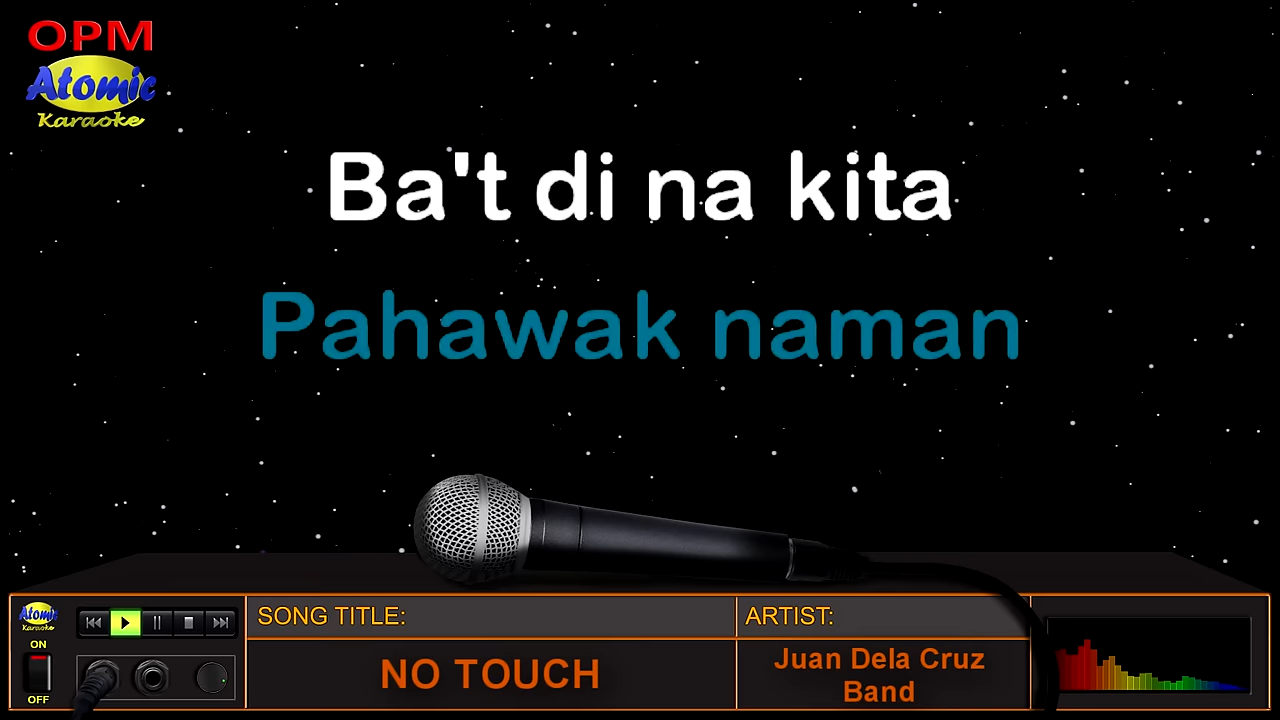 OPM
Atomic
Karaoke
Ba't di na kita
Pahawak naman
Atomic
Karaoke
ON
OFF
SONG TITLE:
NO TOUCH
ARTIST:
Juan Dela Cruz
Band